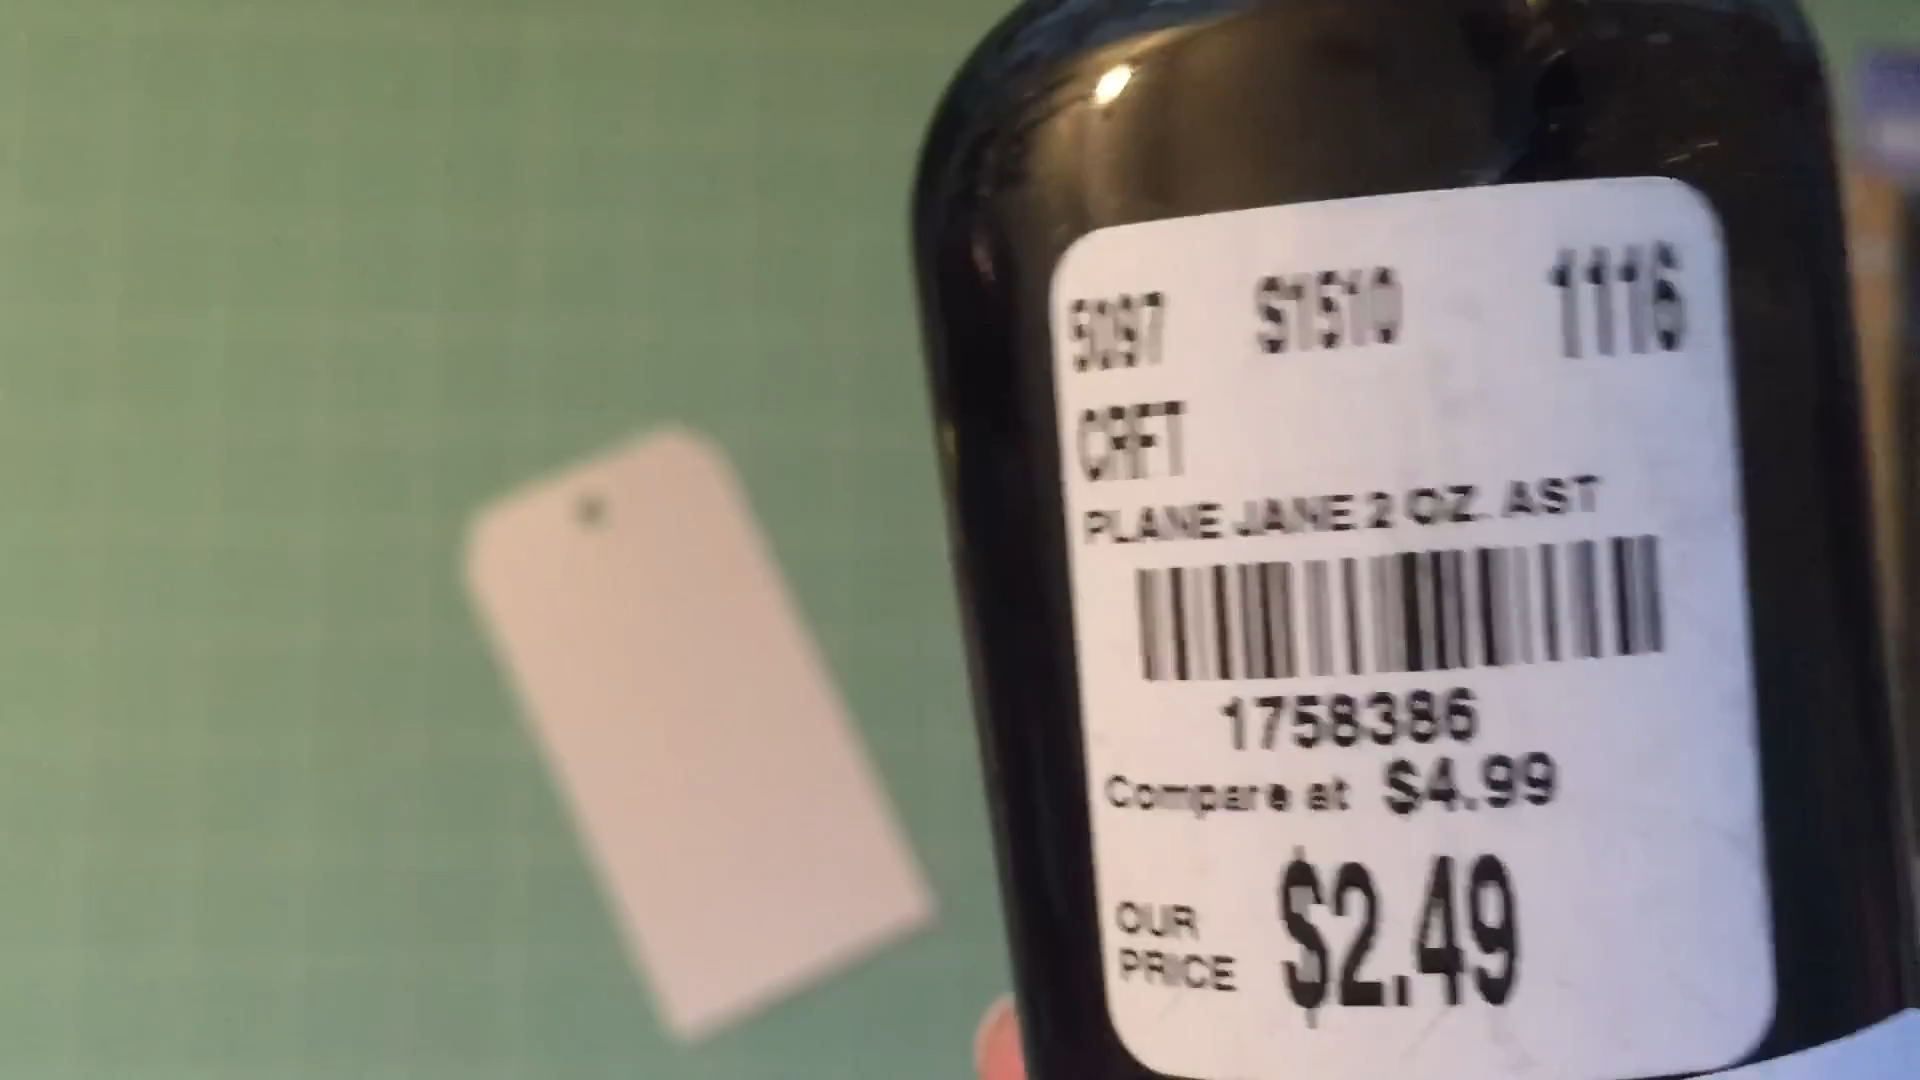 5097 S1510 1116
CRFT
PLANE JANE 2 OZ. AST
1758386
Compare at $4.99
OUR PRICE $2.49